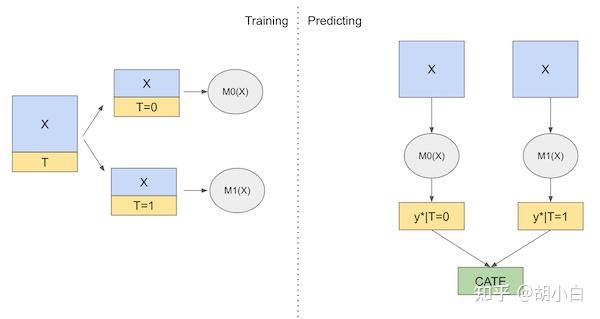 Training
Predicting
X
T
X
T=0
M0(X)
X
T=1
M1(X)
X
X
M0(X)
M1(X)
y*|T=0
y*|T=1
CATE
知乎 @胡小白